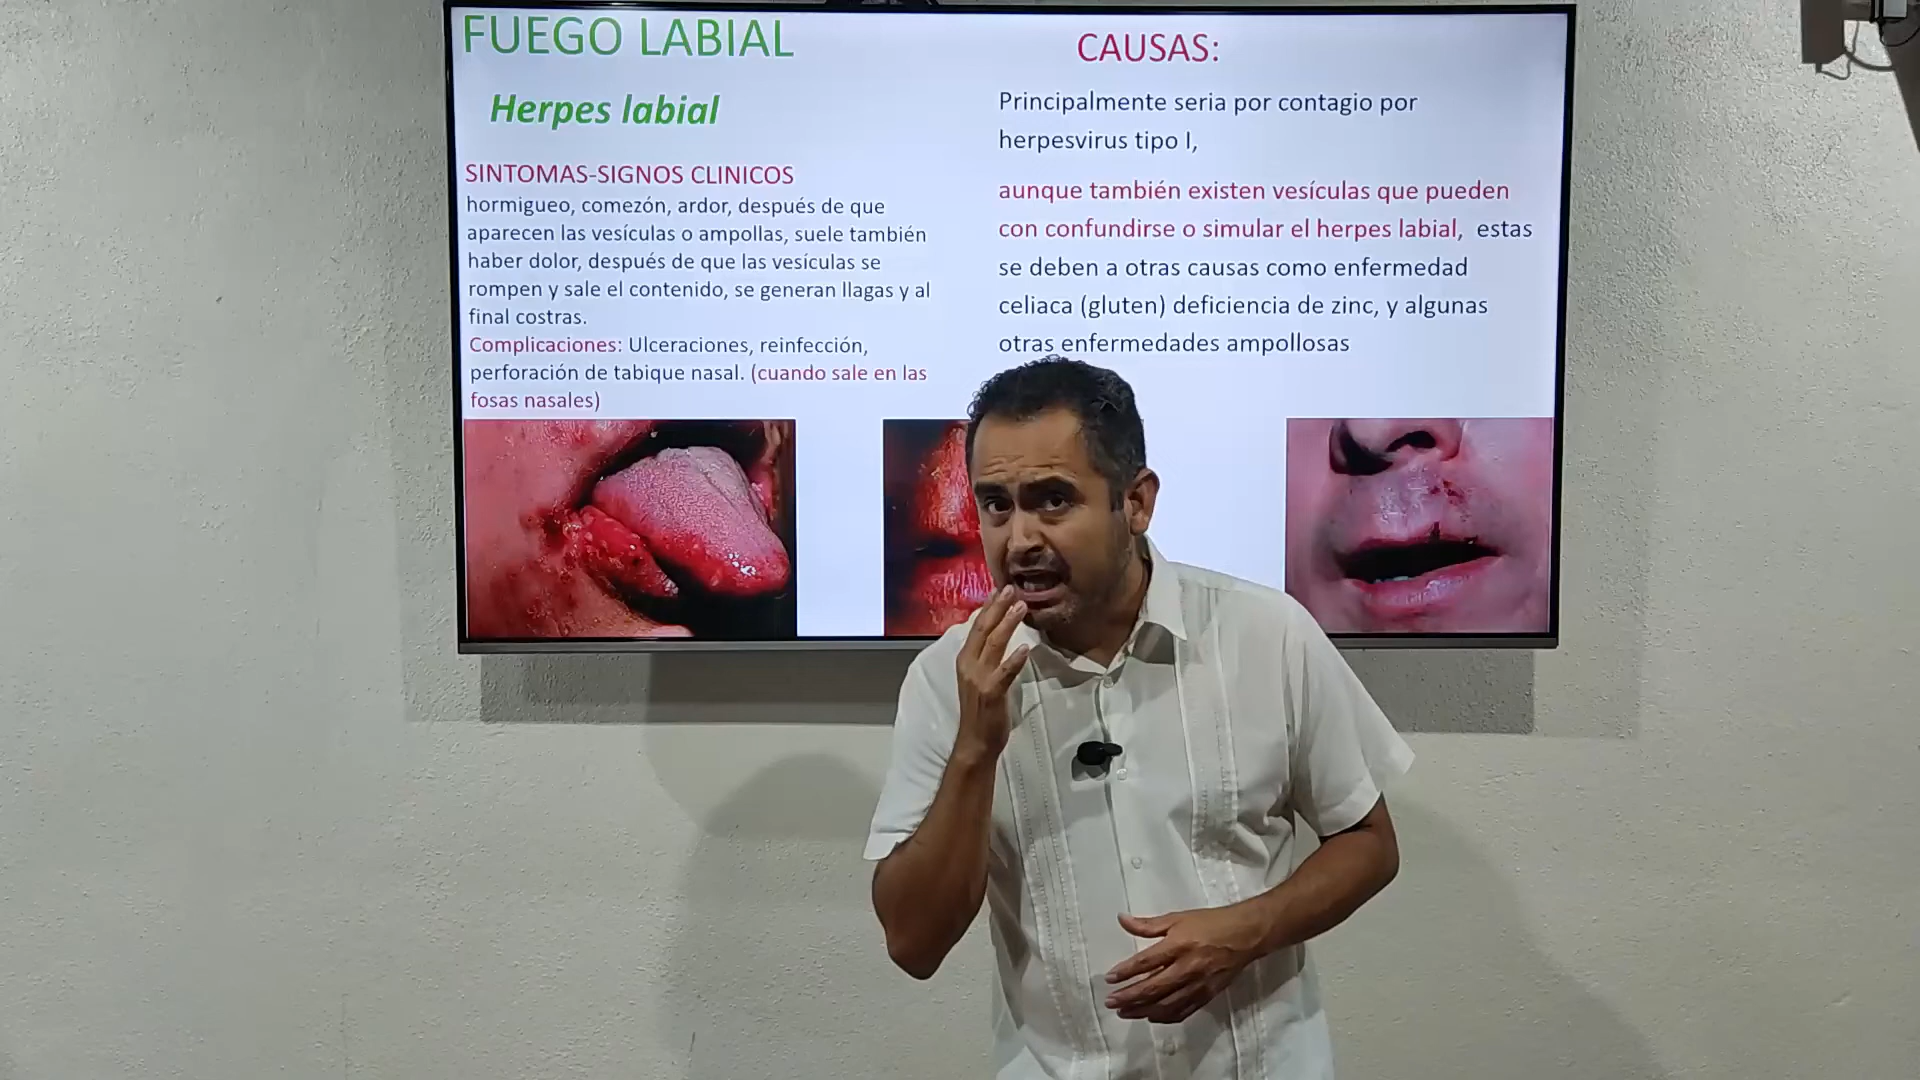 FUEGO LABIAL
Herpes labial
SINTOMAS-SIGNOS CLINICOS
hormigueo, comezón, ardor, después de que
aparecen las vesículas o ampollas, suele también
haber dolor, después de que las vesículas se
rompen y sale el contenido, se generan llagas y al
final costras.
Complicaciones: Ulceraciones, reinfección,
perforación de tabique nasal. (cuando sale en las
fosas nasales)
CAUSAS:
Principalmente seria por contagio por
herpesvirus tipo I,
aunque también existen vesículas que pueden
con confundirse o simular el herpes labial, estas
se deben a otras causas como enfermedad
celiaca (gluten) deficiencia de zinc, y algunas
otras enfermedades ampollosas